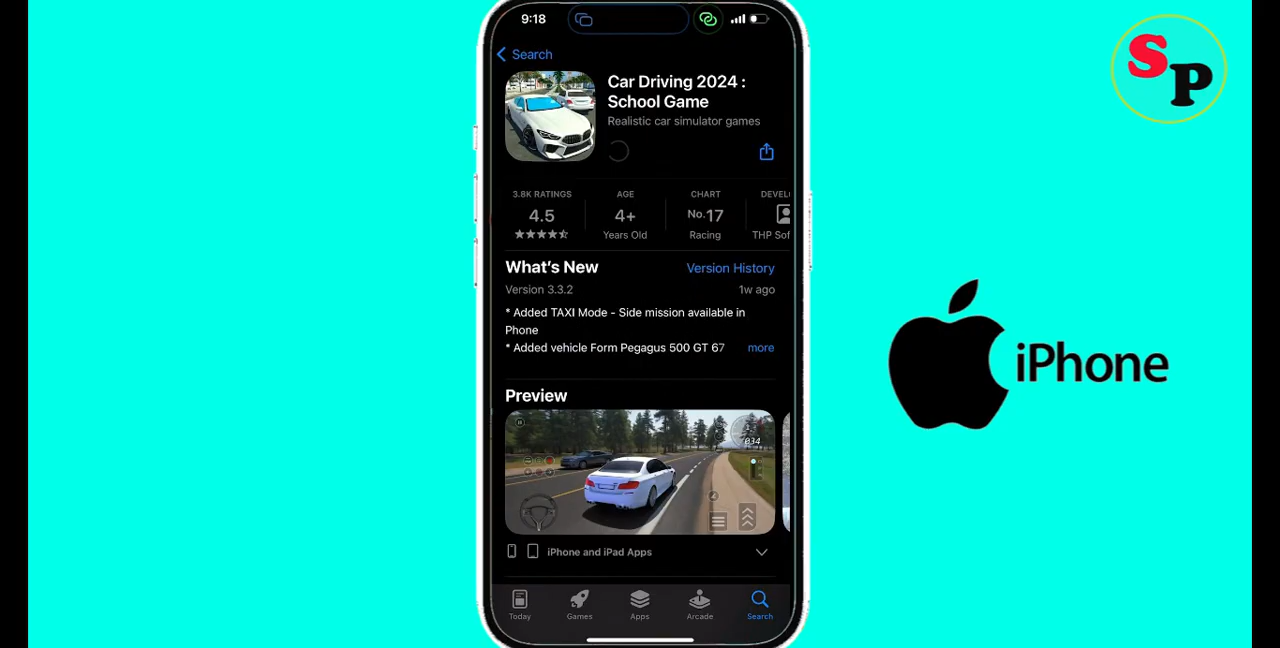 9:18
SP
Search
Car Driving 2024 :
School Game
Realistic car simulator games
3.8K RATINGS
AGE
CHART
DEVEL
4.5
4+
No.17
Years Old
Racing
THP Sof
What's New
Version History
Version 3.3.2
1w ago
* Added TAXI Mode - Side mission available in
Phone
* Added vehicle Form Pegagus 500 GT 67
more
iPhone
Preview
034
iPhone and iPad Apps
Today
Games
Apps
Arcade
Search